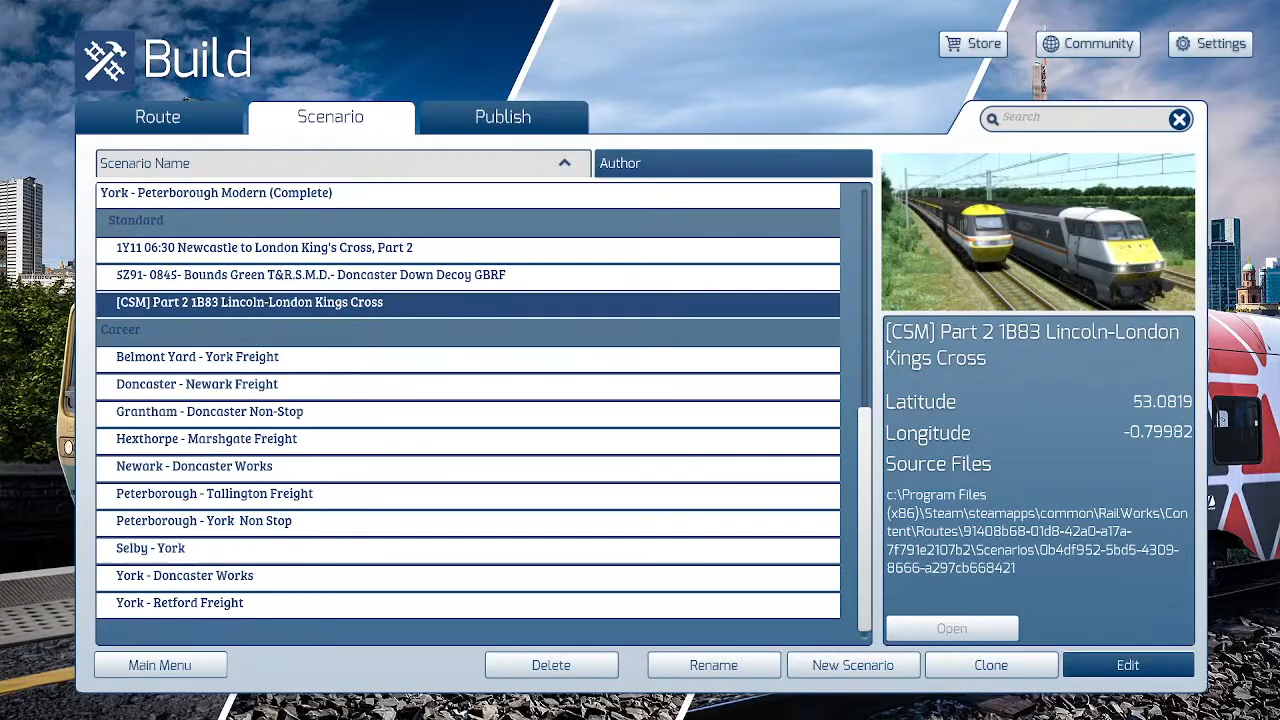 Build
Store
Community
Settings
Route
Scenario
Publish
Search
Scenario Name
Author
York - Peterborough Modern (Complete)
Standard
1Y11 06:30 Newcastle to London King's Cross, Part 2
5Z91- 0845- Bounds Green T&R.S.M.D.- Doncaster Down Decoy GBRF
[CSM] Part 2 1B83 Lincoln-London Kings Cross
Career
Belmont Yard - York Freight
Doncaster - Newark Freight
Grantham - Doncaster Non-Stop
Hexthorpe - Marshgate Freight
Newark - Doncaster Works
Peterborough - Tallington Freight
Peterborough - York  Non Stop
Selby - York
York - Doncaster Works
York - Retford Freight
[CSM] Part 2 1B83 Lincoln-London
Kings Cross
Latitude 53.0819
Longitude -0.79982
Source Files
c:\Program Files
(x86)\Steam\steamapps\common\RailWorks\Con
tent\Routes\91408b68-01d8-42a0-a17a-
7f791e2107b2\Scenarios\0b4df952-5bd5-4309-
8666-a297cb668421
Open
Main Menu
Delete
Rename
New Scenario
Clone
Edit